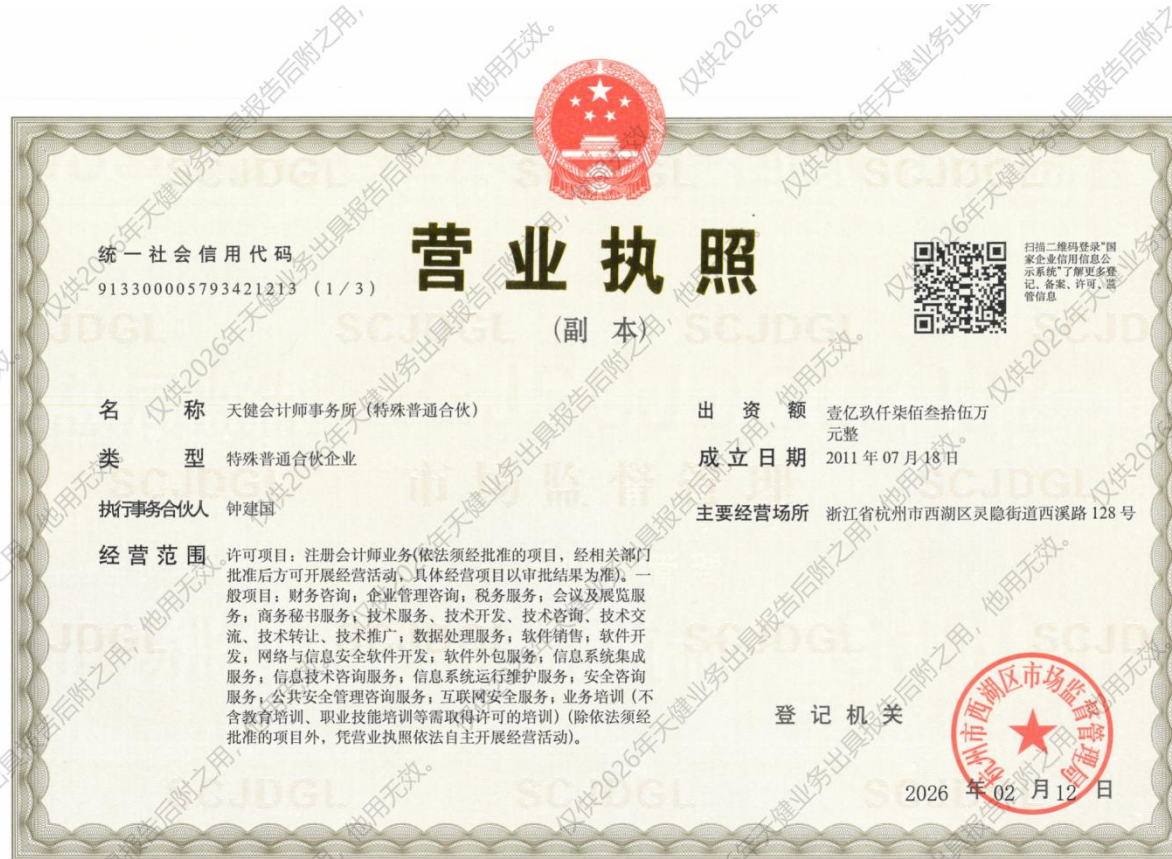 营业执照
(副 本)
统一社会信用代码
913300005793421213 (1/3)
扫描二维码登录“国
家企业信用信息公
示系统”了解更多登
记、备案、许可、监
管信息
名 称 天健会计师事务所（特殊普通合伙）
类 型 特殊普通合伙企业
执行事务合伙人 钟建国
经营范围 许可项目：注册会计师业务(依法须经批准的项目，经相关部门
批准后方可开展经营活动，具体经营项目以审批结果为准)。一
般项目：财务咨询；企业管理咨询；税务服务；会议及展览服
务；商务秘书服务；技术服务、技术开发、技术咨询、技术交
流、技术转让、技术推广；数据处理服务；软件销售；软件开
发；网络与信息安全软件开发；软件外包服务；信息系统集成
服务；信息技术咨询服务；信息系统运行维护服务；安全咨询
服务；公共安全管理咨询服务；互联网安全服务；业务培训（不
含教育培训、职业技能培训等需取得许可的培训）(除依法须经
批准的项目外，凭营业执照依法自主开展经营活动)。
出 资 额 壹亿玖仟柒佰叁拾伍万
元整
成立日期 2011 年 07 月 18 日
主要经营场所 浙江省杭州市西湖区灵隐街道西溪路 128 号
登记机关
杭州市西湖区市场监督管理局
2026 年 02 月 12 日
仅供2026年天健业务出具报告后附之用，他用无效。
SCJDGL
市场监督管理